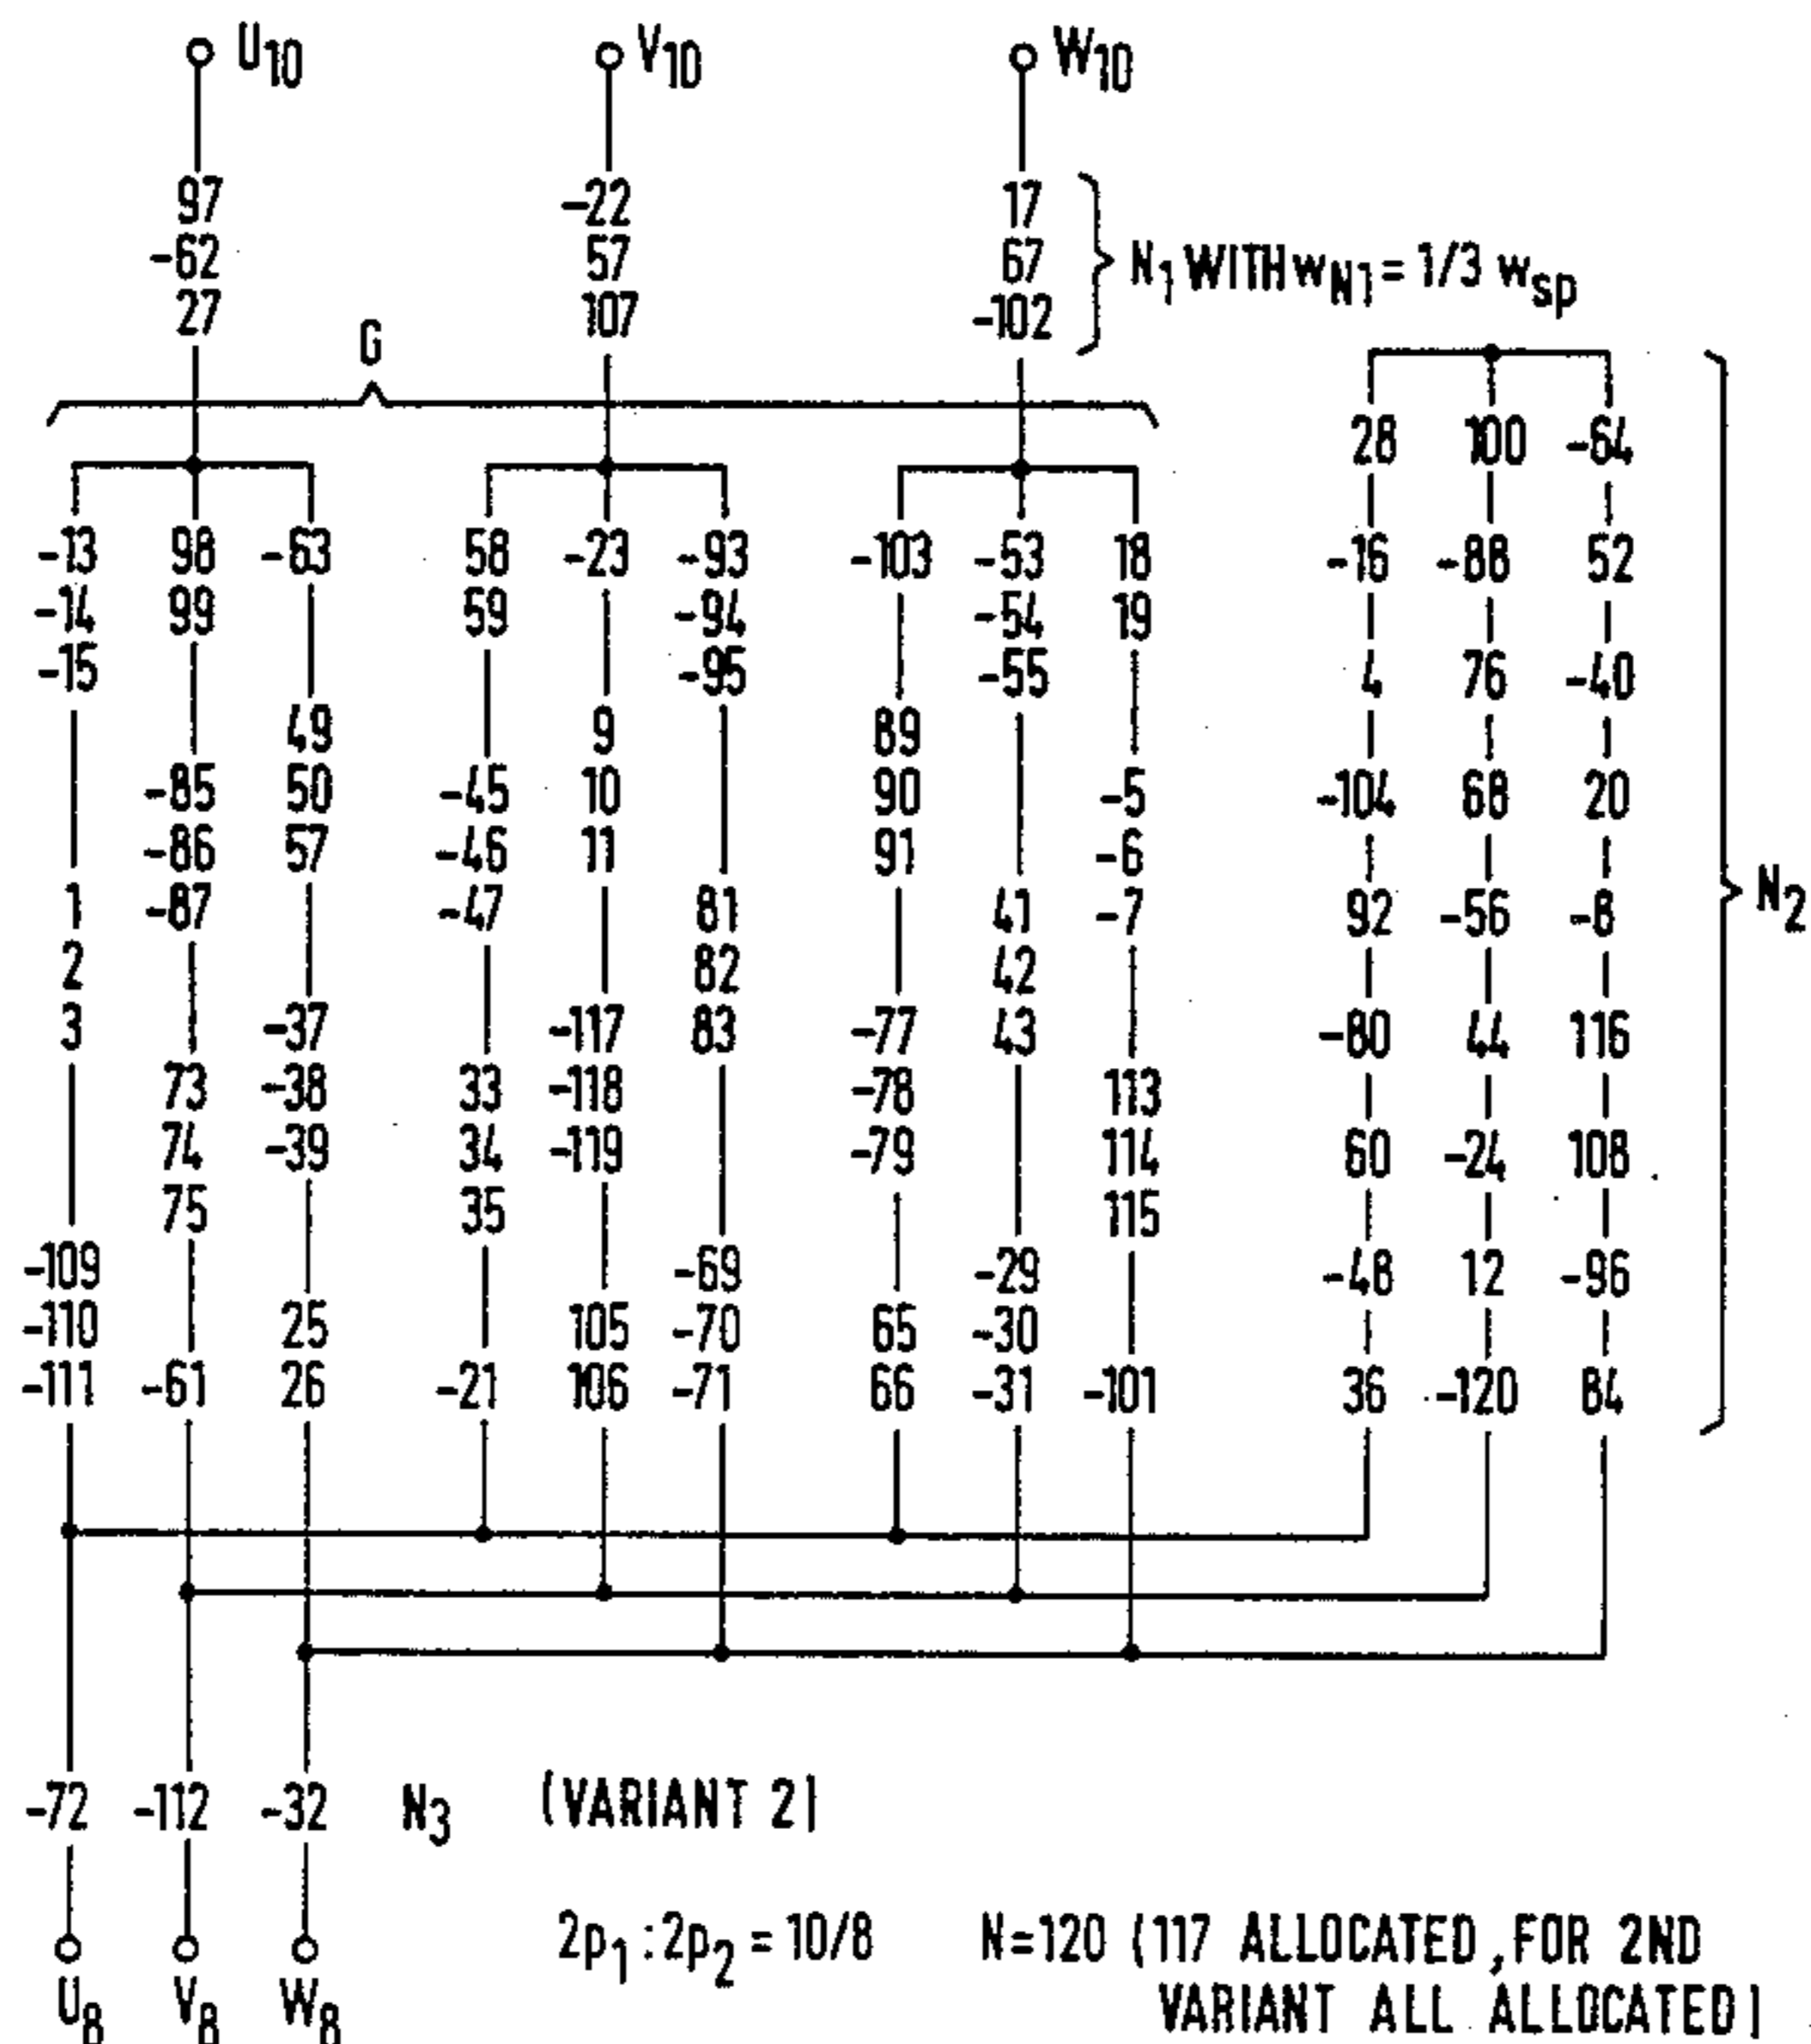 U10 V10 W10
97 -22 17
-62 57 67 N1 WITH wN1 = 1/3 wsp
27 107 -102
G
28 100 -64
-13 98 -63 58 -23 -93 -103 -53 18 -16 -88 52
-14 99 59 -94 -54 19
-15 -95 -55 4 76 -40
49 9 89
-85 50 -45 10 90 -5 -104 68 20
-86 57 -46 11 91 -6
1 -87 -47 81 41 -7 92 -56 -8 N2
2 82 42
3 -37 -117 83 -77 43 -80 44 116
73 -38 33 -118 -78 113
74 -39 34 -119 -79 114 60 -24 108
75 35 115
-109 -69 -29 -48 12 -96
-110 25 105 -70 65 -30
-111 -61 26 -21 106 -71 66 -31 -101 36 -120 84
-72 -112 -32 N3 (VARIANT 2)
2p1 : 2p2 = 10/8 N=120 (117 ALLOCATED, FOR 2ND
VARIANT ALL ALLOCATED)
U8 V8 W8